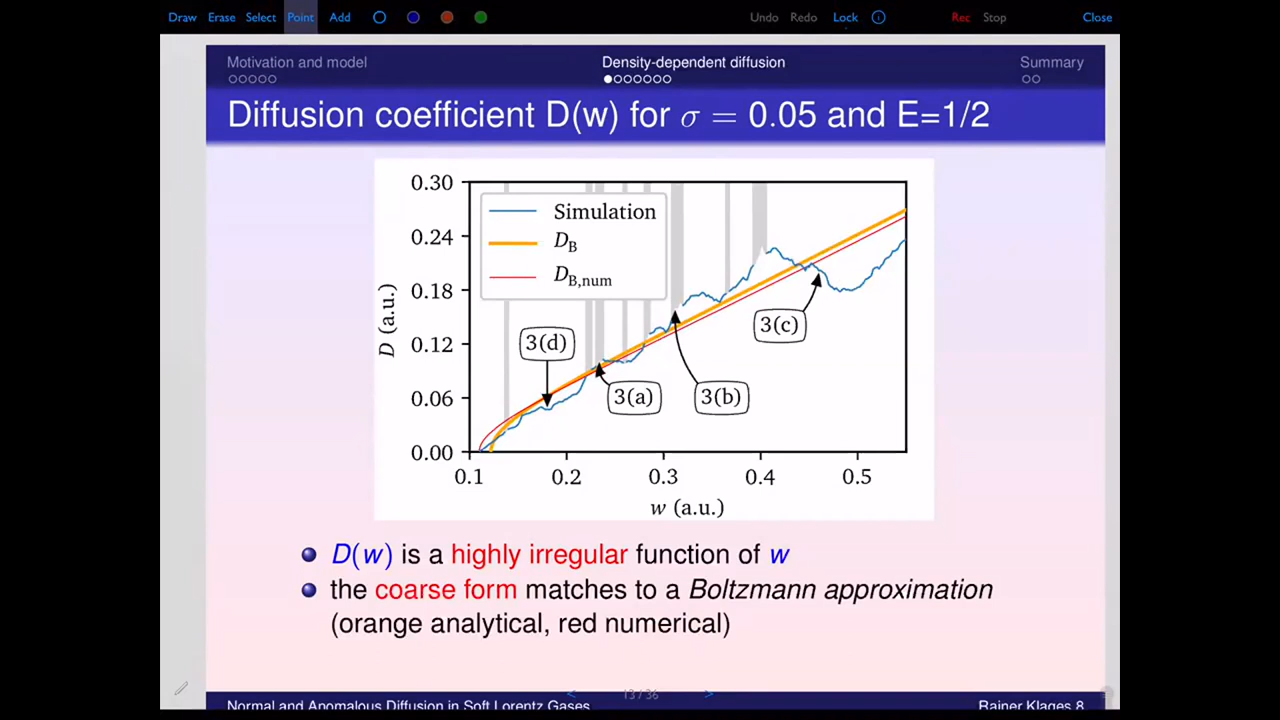 Draw Erase Select Point Add Undo Redo Lock Rec Stop Close
Motivation and model Density-dependent diffusion Summary
Diffusion coefficient D(w) for σ = 0.05 and E=1/2
0.30
0.24
0.18
0.12
0.06
0.00
D (a.u.)
Simulation
D_B
D_B,num
3(d)
3(a)
3(b)
3(c)
0.1 0.2 0.3 0.4 0.5
w (a.u.)
D(w) is a highly irregular function of w
the coarse form matches to a Boltzmann approximation
(orange analytical, red numerical)
13 / 36
Normal and Anomalous Diffusion in Soft Lorentz Gases Rainer Klages 8